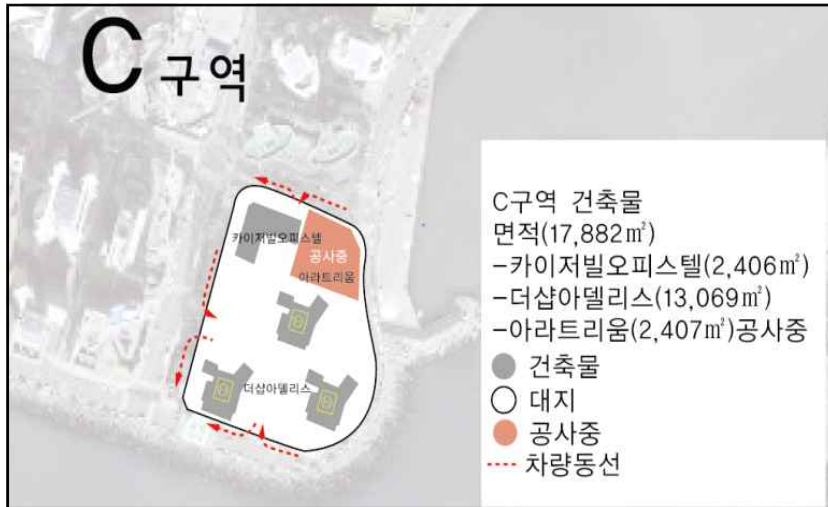 C 구역
카이저빌오피스텔
공사중
아라트리움
더샵아델리스
C구역 건축물
면적(17,882㎡)
-카이저빌오피스텔(2,406㎡)
-더샵아델리스(13,069㎡)
-아라트리움(2,407㎡)공사중
건축물
대지
공사중
차량동선